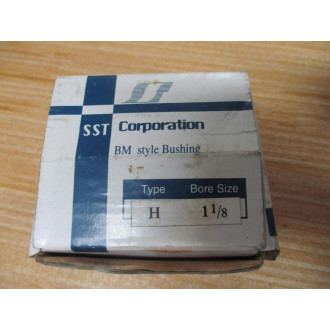 SST Corporation
BM style Bushing
Type Bore Size
H 1 1/8